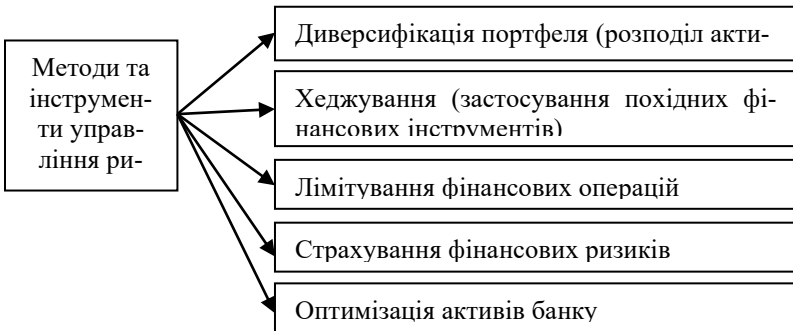 Методи та
інструмен-
ти управ-
ління ри-
Диверсифікація портфеля (розподіл акти-
Хеджування (застосування похідних фі-
нансових інструментів)
Лімітування фінансових операцій
Страхування фінансових ризиків
Оптимізація активів банку